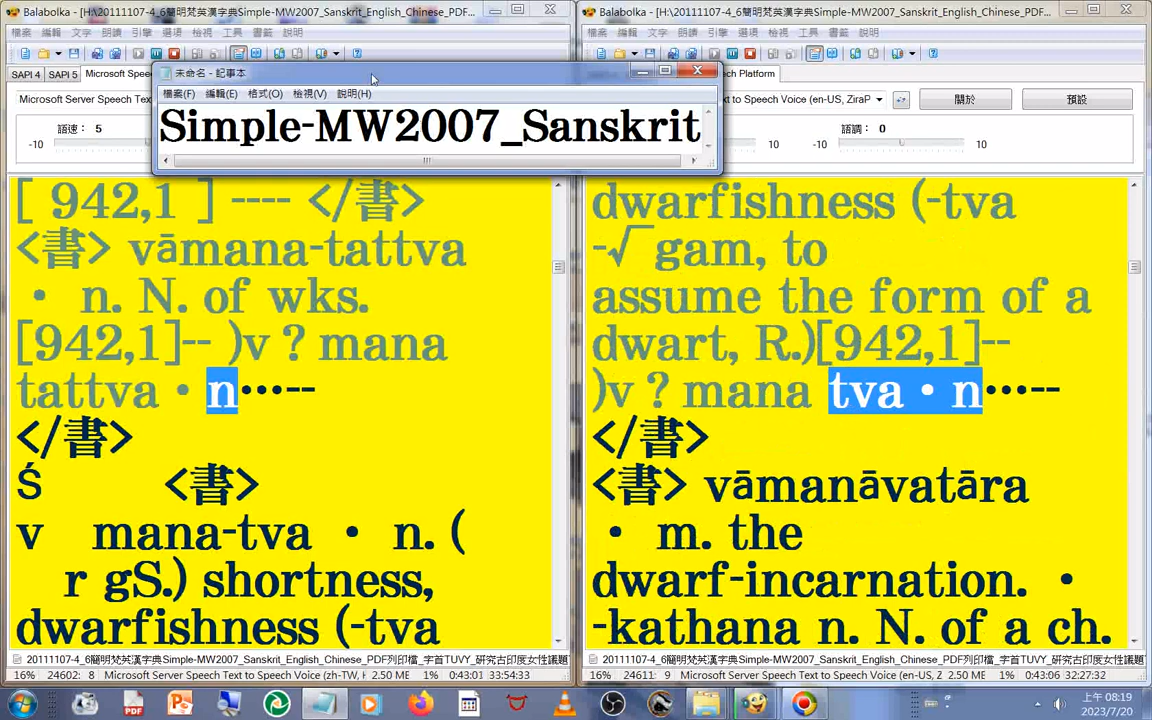 Balabolka - [H:\20111107-4_6簡明梵英漢字典Simple-MW2007_Sanskrit_English_Chinese_PDF...
檔案 編輯 文字 朗讀 引擎 選項 檢視 工具 書籤 說明
SAPI 4 SAPI 5 Microsoft Spee
Microsoft Server Speech Text
語速： 5
-10
未命名 - 記事本
檔案(F) 編輯(E) 格式(O) 檢視(V) 說明(H)
Simple-MW2007_Sanskrit
[ 942,1 ] ---- </書>
<書> vāmana-tattva
• n. N. of wks.
[942,1]-- )v ? mana
tattva • n…--
</書>
Ś <書>
v mana-tva • n. (
r gS.) shortness,
dwarfishness (-tva
20111107-4_6簡明梵英漢字典Simple-MW2007_Sanskrit_English_Chinese_PDF列印檔_字首TUVY_研究古印度女性議題
16% 24602: 8 Microsoft Server Speech Text to Speech Voice (zh-TW, H 2.50 ME 1% 0:43:01 33:54:33
Balabolka - [H:\20111107-4_6簡明梵英漢字典Simple-MW2007_Sanskrit_English_Chinese_PDF...
檔案 編輯 文字 朗讀 引擎 選項 檢視 工具 書籤 說明
ch Platform
t to Speech Voice (en-US, ZiraP 關於 預設
語調： 0
10 -10 10
dwarfishness (-tva
-√ gam, to
assume the form of a
dwart, R.)[942,1]--
)v ? mana tva • n…--
</書>
<書> vāmanāvatāra
• m. the
dwarf-incarnation. •
-kathana n. N. of a ch.
20111107-4_6簡明梵英漢字典Simple-MW2007_Sanskrit_English_Chinese_PDF列印檔_字首TUVY_研究古印度女性議題
16% 24611: 9 Microsoft Server Speech Text to Speech Voice (en-US, 2.50 ME 1% 0:43:06 32:27:32
上午 08:19
2023/7/20